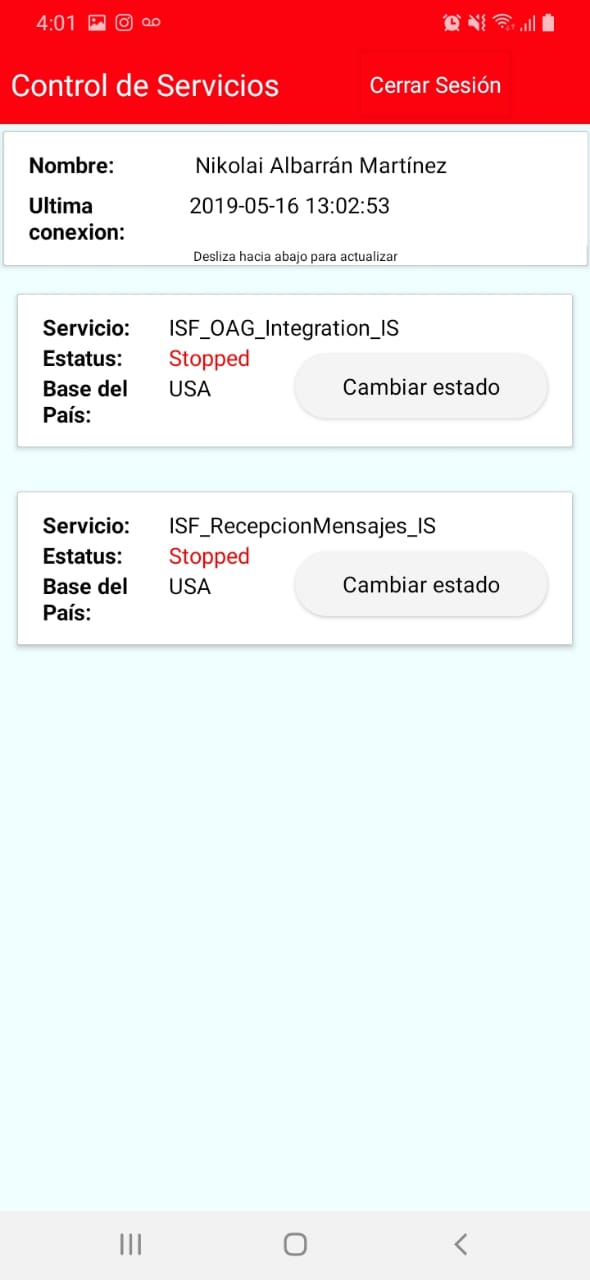 4:01
Control de Servicios
Cerrar Sesión
Nombre: Nikolai Albarrán Martínez
Ultima 2019-05-16 13:02:53
conexion:
Desliza hacia abajo para actualizar
Servicio: ISF_OAG_Integration_IS
Estatus: Stopped
Base del USA
País:
Cambiar estado
Servicio: ISF_RecepcionMensajes_IS
Estatus: Stopped
Base del USA
País:
Cambiar estado